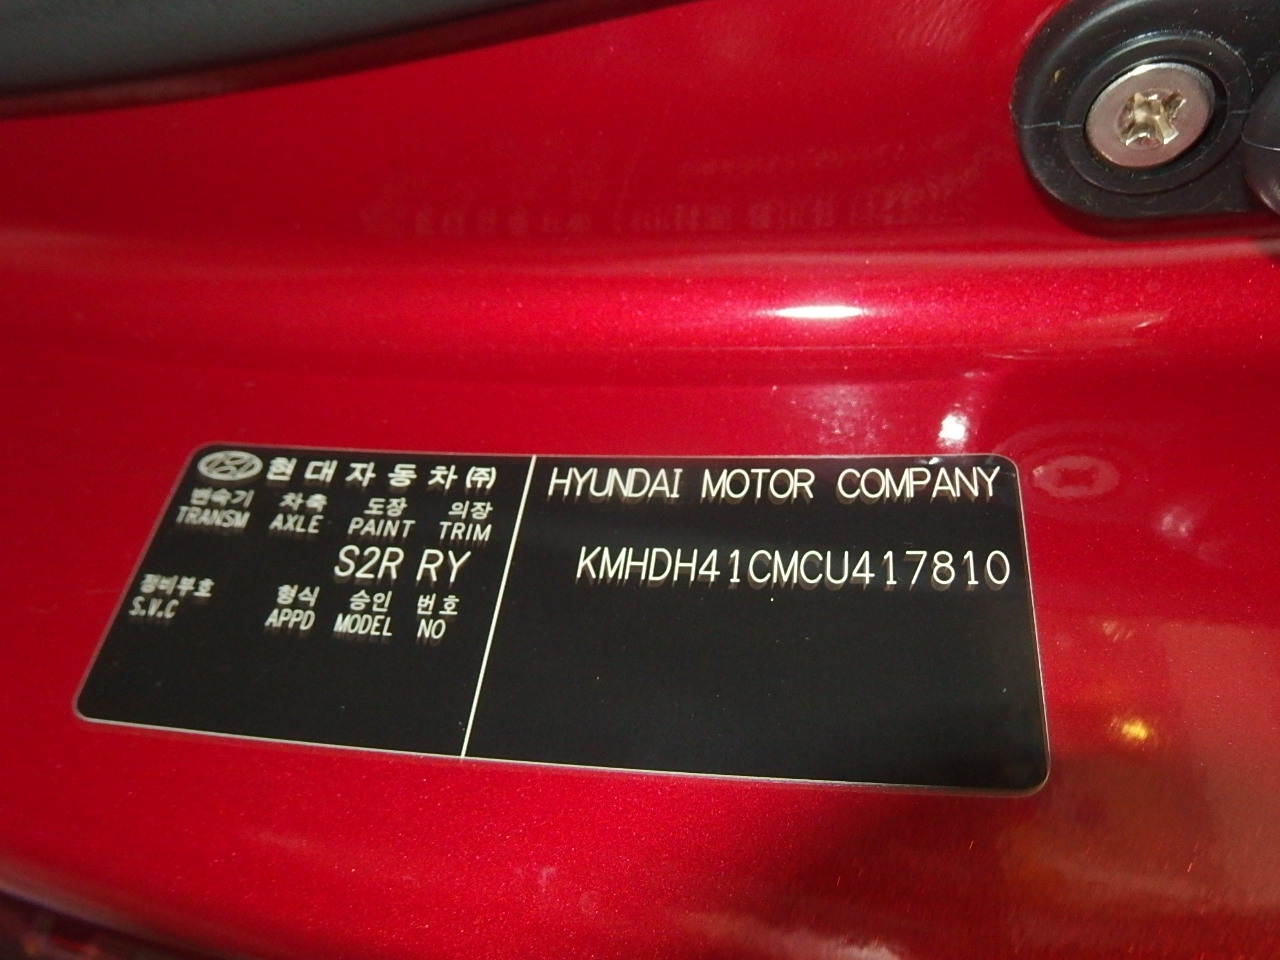 현대자동차(주)
변속기 차축 도장 의장
TRANSM AXLE PAINT TRIM
S2R RY
정비부호 형식 승인 번호
S.V.C APPD MODEL NO
HYUNDAI MOTOR COMPANY
KMHDH41CMCU417810